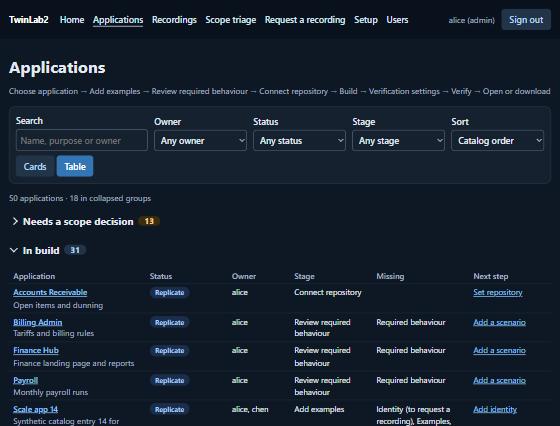 TwinLab2 Home Applications Recordings Scope triage Request a recording Setup Users alice (admin) Sign out
Applications
Choose application → Add examples → Review required behaviour → Connect repository → Build → Verification settings → Verify → Open or download
Search Owner Status Stage Sort
Name, purpose or owner Any owner Any status Any stage Catalog order
Cards Table
50 applications · 18 in collapsed groups
Needs a scope decision 13
In build 31
Application Status Owner Stage Missing Next step
Accounts Receivable Replicate alice Connect repository Set repository
Open items and dunning
Billing Admin Replicate alice Review required Required behaviour Add a scenario
Tariffs and billing rules behaviour
Finance Hub Replicate alice Review required Required behaviour Add a scenario
Finance landing page and reports behaviour
Payroll Replicate alice Review required Required behaviour Add a scenario
Monthly payroll runs behaviour
Scale app 14 Replicate alice, chen Add examples Identity (to request a Add identity
Synthetic catalog entry 14 for recording), Examples,